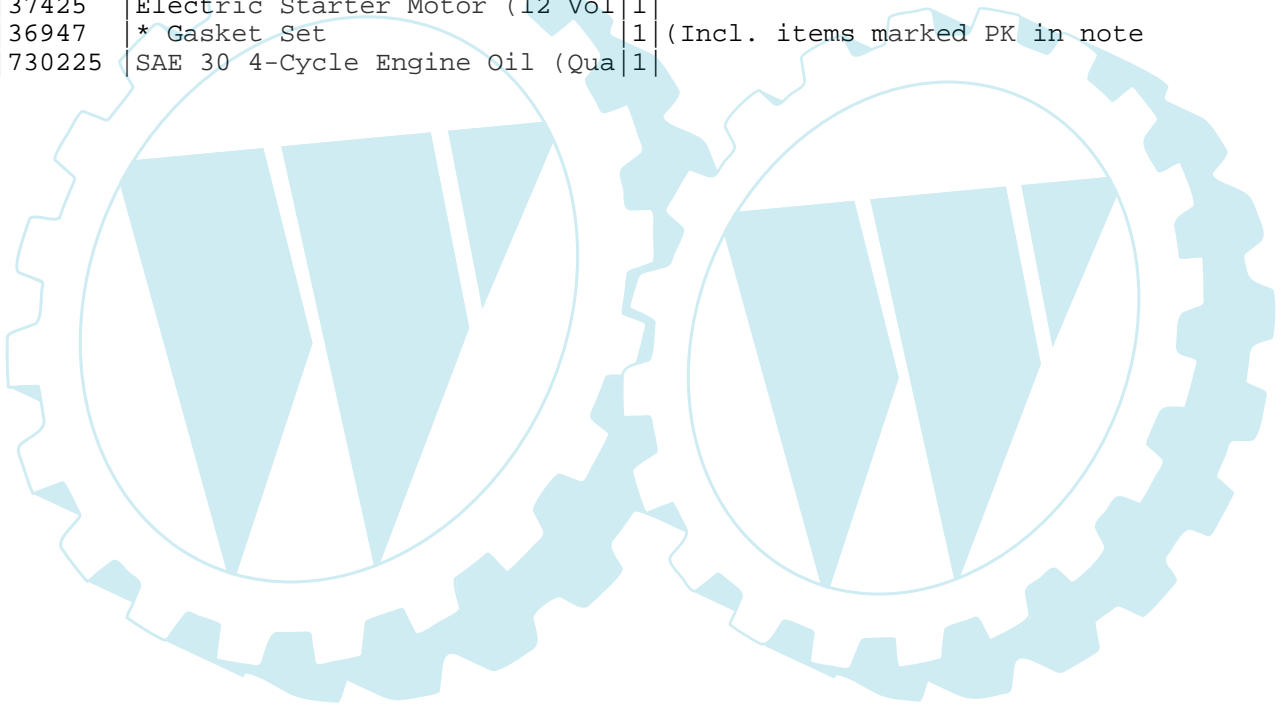 37425 |Electric Starter Motor (12 Vol|1|
36947 |* Gasket Set |1|(Incl. items marked PK in note
730225 |SAE 30 4-Cycle Engine Oil (Qua|1|